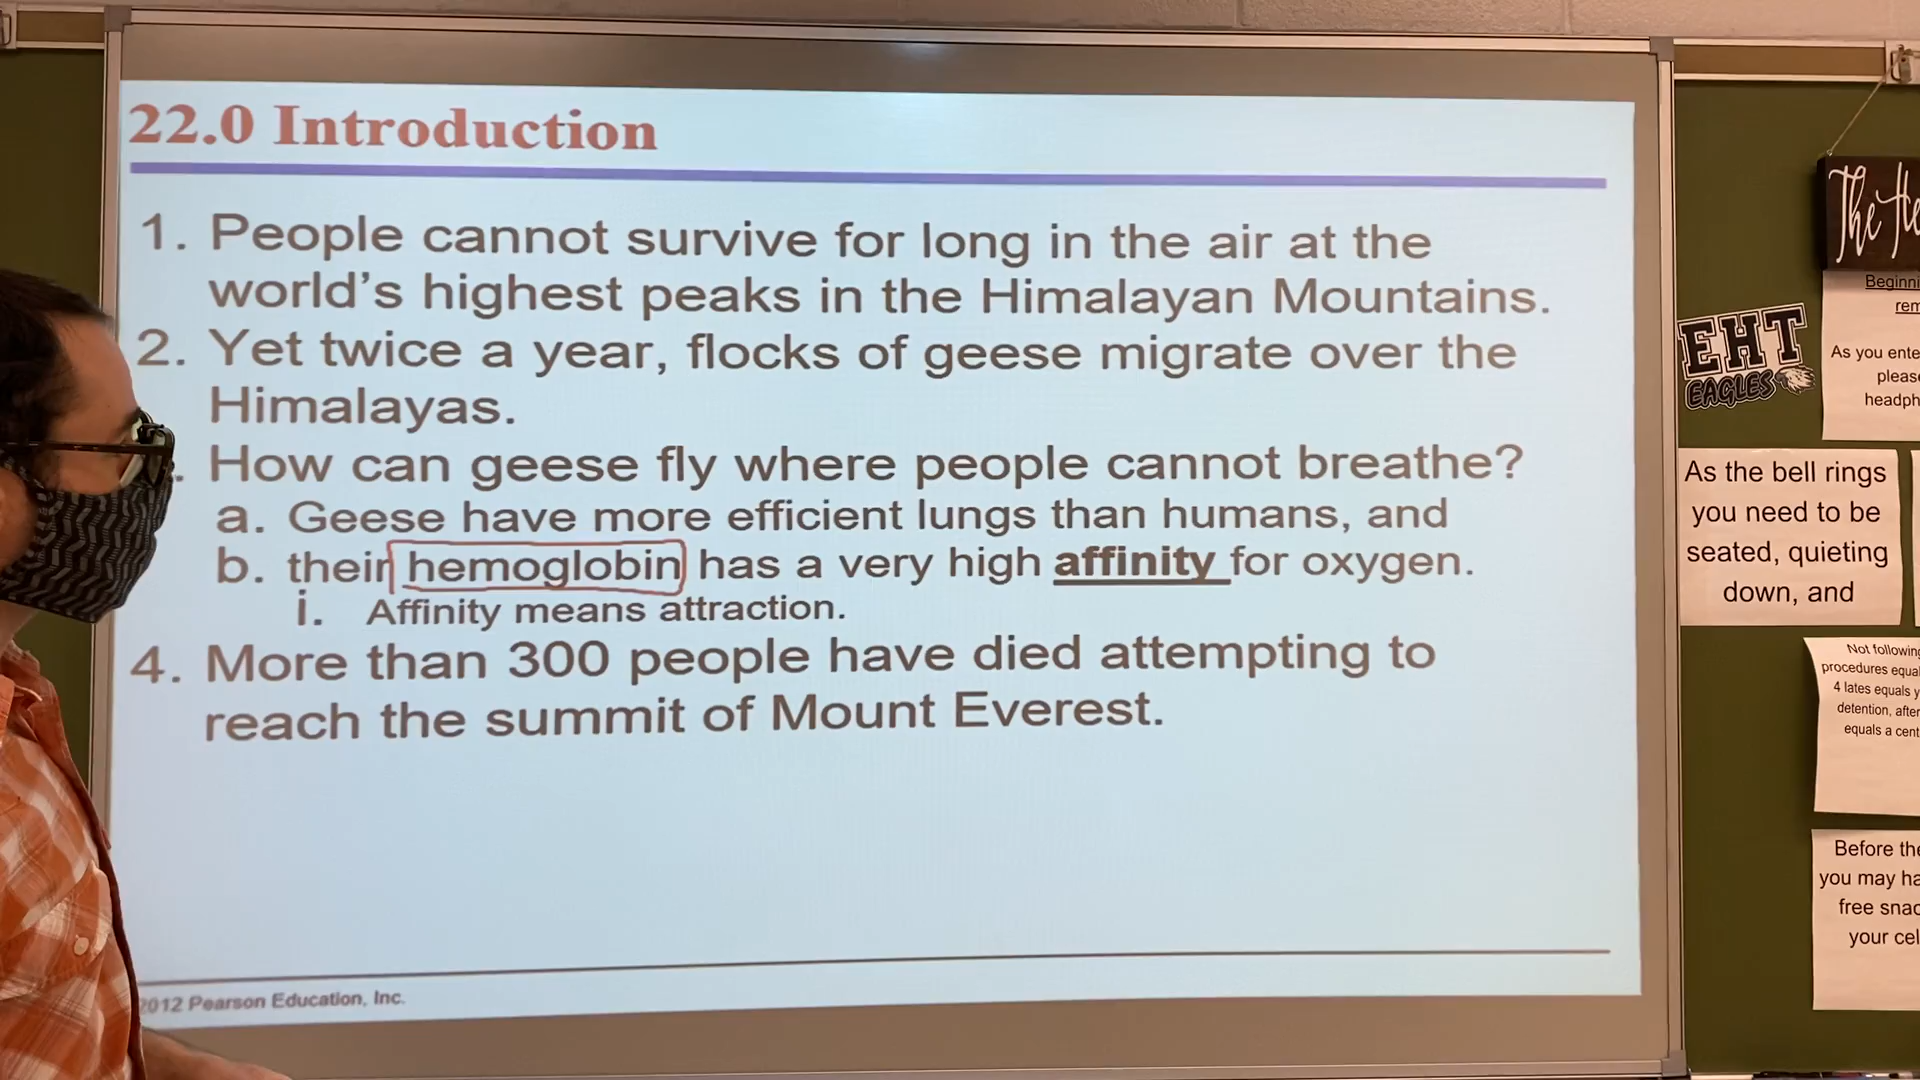 22.0 Introduction
1. People cannot survive for long in the air at the
world's highest peaks in the Himalayan Mountains.
2. Yet twice a year, flocks of geese migrate over the
Himalayas.
. How can geese fly where people cannot breathe?
a. Geese have more efficient lungs than humans, and
b. their hemoglobin has a very high affinity for oxygen.
i. Affinity means attraction.
4. More than 300 people have died attempting to
reach the summit of Mount Everest.
2012 Pearson Education, Inc.
The
EHT
EAGLES
As you ente
As the bell rings
you need to be
seated, quieting
down, and
Not following
procedures equal
4 lates equals y
detention, after
equals a cent
Before the
you may ha
free snac
your cel